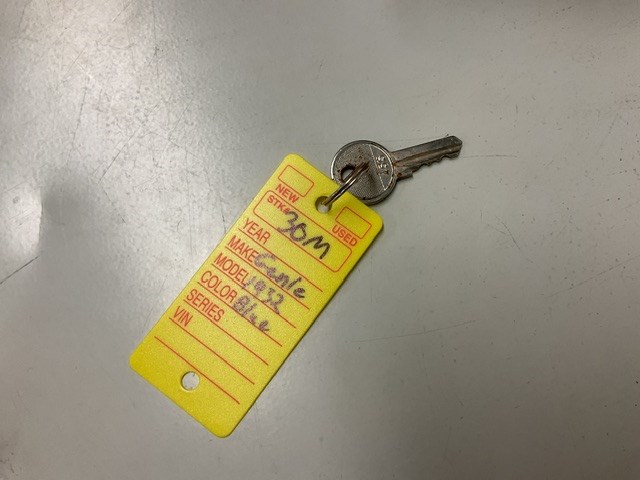 NEW
USED
STK# 30M
YEAR
MAKE Genie
MODEL 1932
COLOR Blue
SERIES
VIN